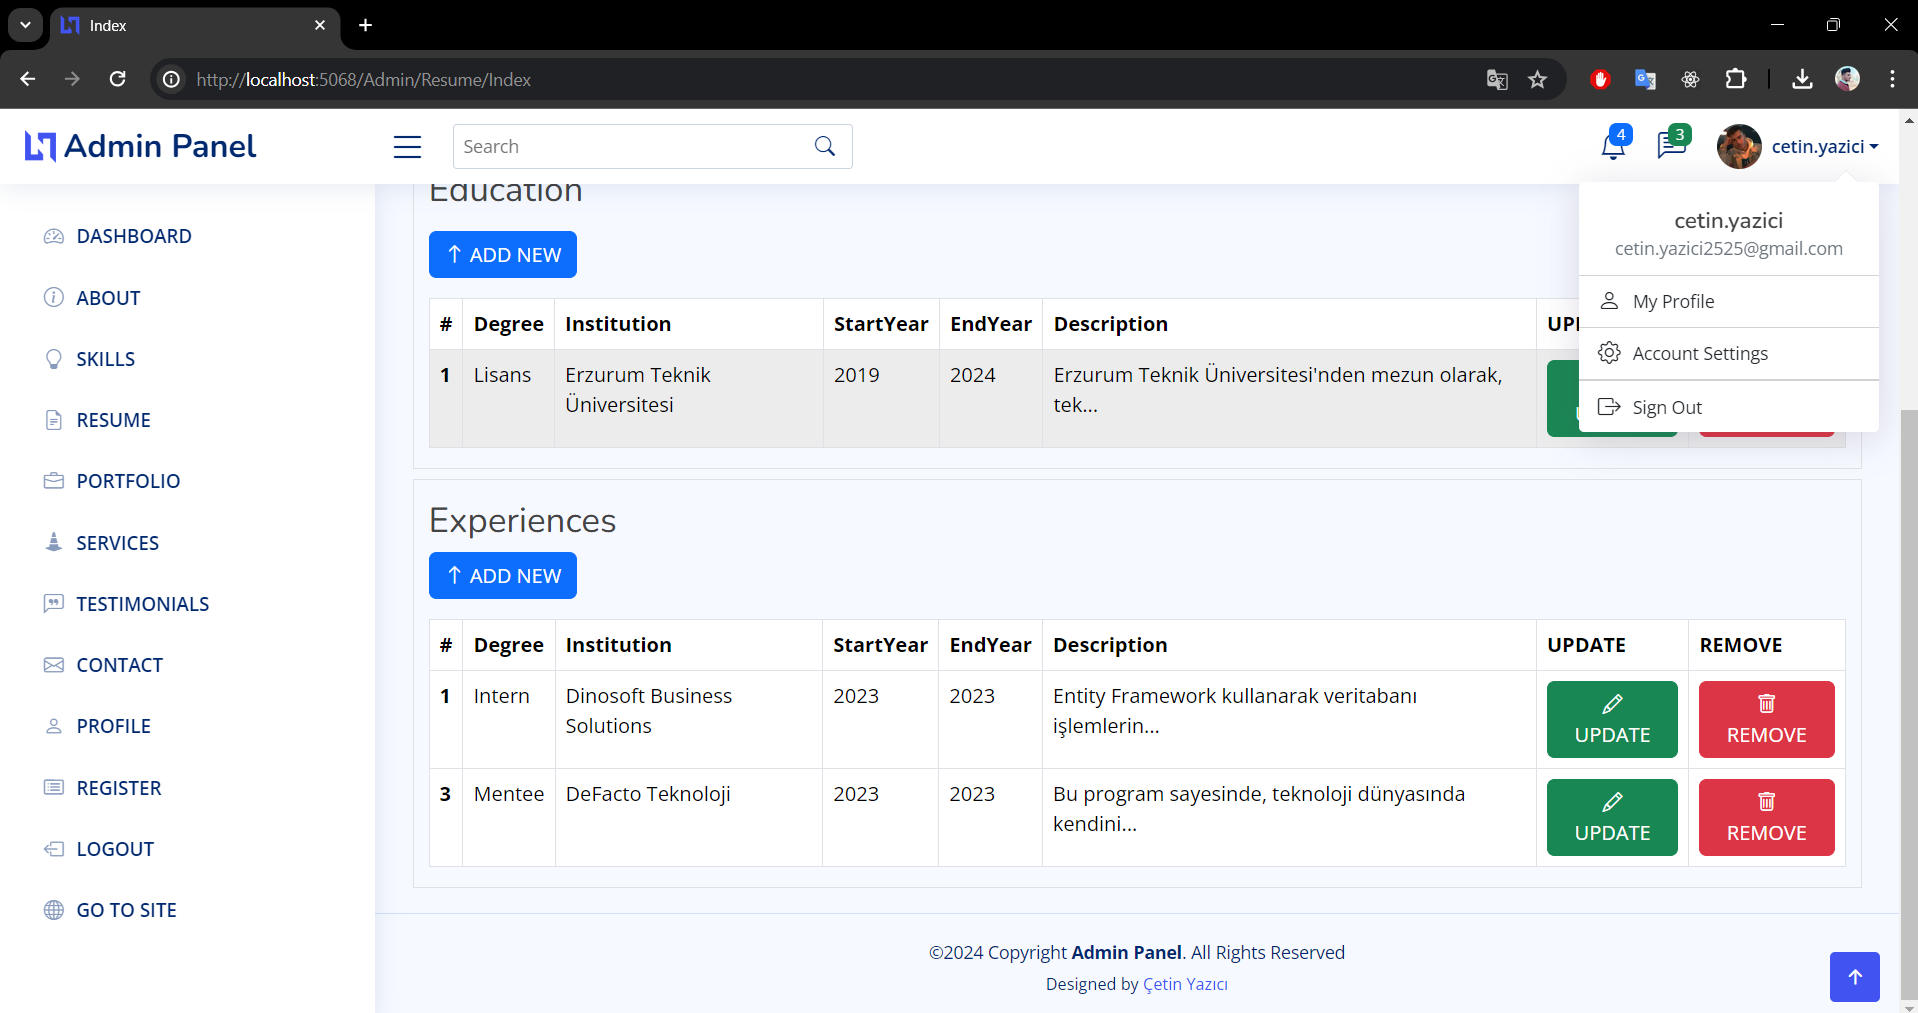 Index
http://localhost:5068/Admin/Resume/Index
Admin Panel
Search
4
3
cetin.yazici
cetin.yazici
cetin.yazici2525@gmail.com
My Profile
Account Settings
Sign Out
DASHBOARD
ABOUT
SKILLS
RESUME
PORTFOLIO
SERVICES
TESTIMONIALS
CONTACT
PROFILE
REGISTER
LOGOUT
GO TO SITE
Education
ADD NEW
# Degree Institution StartYear EndYear Description
1 Lisans Erzurum Teknik Üniversitesi 2019 2024 Erzurum Teknik Üniversitesi'nden mezun olarak, tek...
Experiences
ADD NEW
# Degree Institution StartYear EndYear Description UPDATE REMOVE
1 Intern Dinosoft Business Solutions 2023 2023 Entity Framework kullanarak veritabanı işlemlerin... UPDATE REMOVE
3 Mentee DeFacto Teknoloji 2023 2023 Bu program sayesinde, teknoloji dünyasında kendini... UPDATE REMOVE
©2024 Copyright Admin Panel. All Rights Reserved
Designed by Çetin Yazıcı